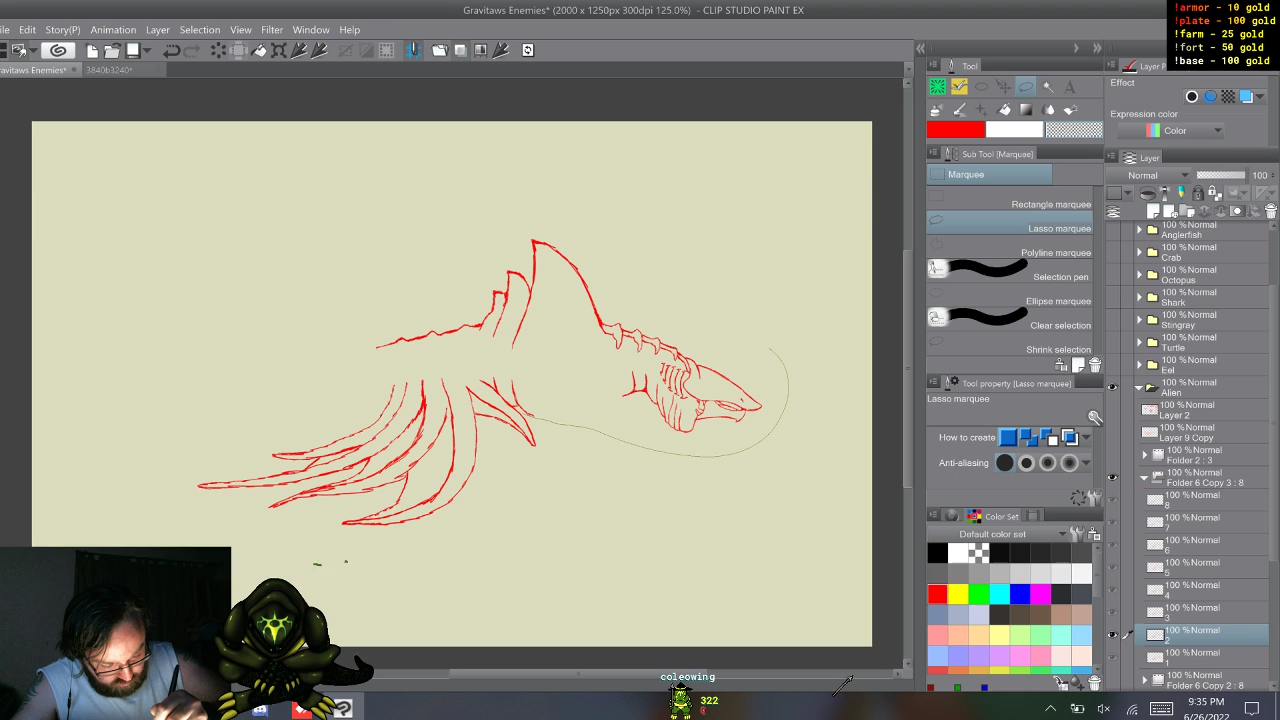 Gravitaws Enemies* (2000 x 1250px 300dpi 125.0%) - CLIP STUDIO PAINT EX
!armor - 10 gold
!plate - 100 gold
!farm - 25 gold
!fort - 50 gold
!base - 100 gold
ile Edit Story(P) Animation Layer Selection View Filter Window Help
ravitaws Enemies* 3840b3240*
Tool
Layer P
Effect
Expression color
Color
Sub Tool [Marquee]
Marquee
Rectangle marquee
Lasso marquee
Polyline marquee
Selection pen
Ellipse marquee
Clear selection
Shrink selection
Tool property [Lasso marquee]
Lasso marquee
How to create
Anti-aliasing
Color Set
Default color set
Layer
Normal 100
100 %Normal
Anglerfish
100 %Normal
Crab
100 %Normal
Octopus
100 %Normal
Shark
100 %Normal
Stingray
100 %Normal
Turtle
100 %Normal
Eel
100 %Normal
Alien
100 %Normal
Layer 2
100 %Normal
Layer 9 Copy
100 %Normal
Folder 2 : 3
100 %Normal
Folder 6 Copy 3 : 8
100 %Normal
8
100 %Normal
7
100 %Normal
6
100 %Normal
5
100 %Normal
4
100 %Normal
3
100 %Normal
2
100 %Normal
1
100 %Normal
Folder 6 Copy 2 : 8
coleowing
322
9:35 PM
6/26/2022